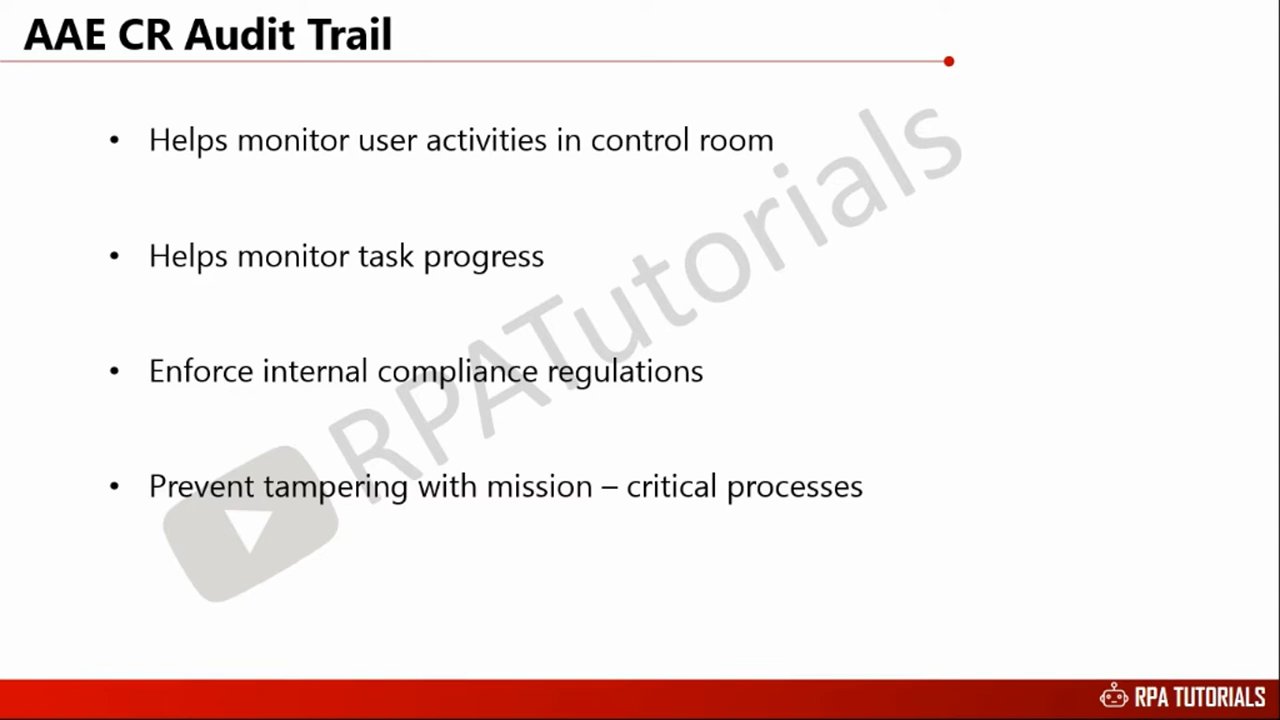 AAE CR Audit Trail
• Helps monitor user activities in control room
• Helps monitor task progress
• Enforce internal compliance regulations
• Prevent tampering with mission – critical processes
RPATutorials
RPA TUTORIALS